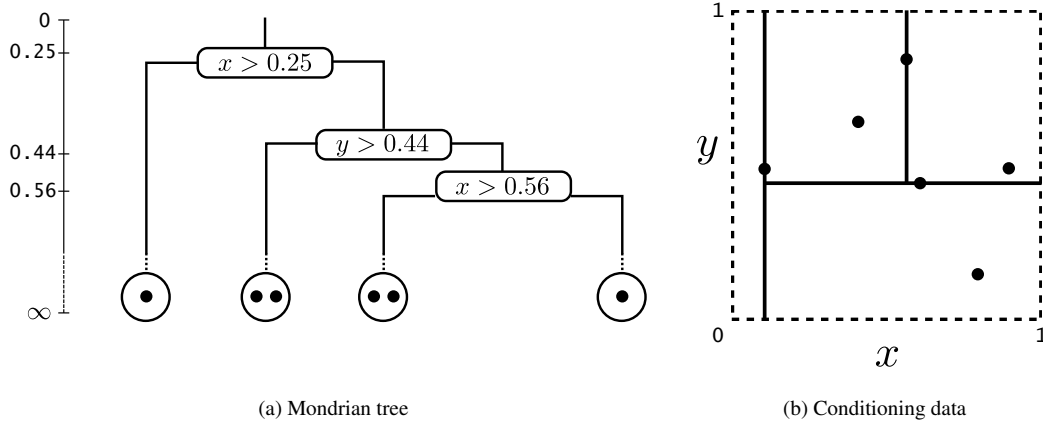 0
0.25
0.44
0.56
∞
x > 0.25
y > 0.44
x > 0.56
(a) Mondrian tree
1
y
0
1
x
(b) Conditioning data